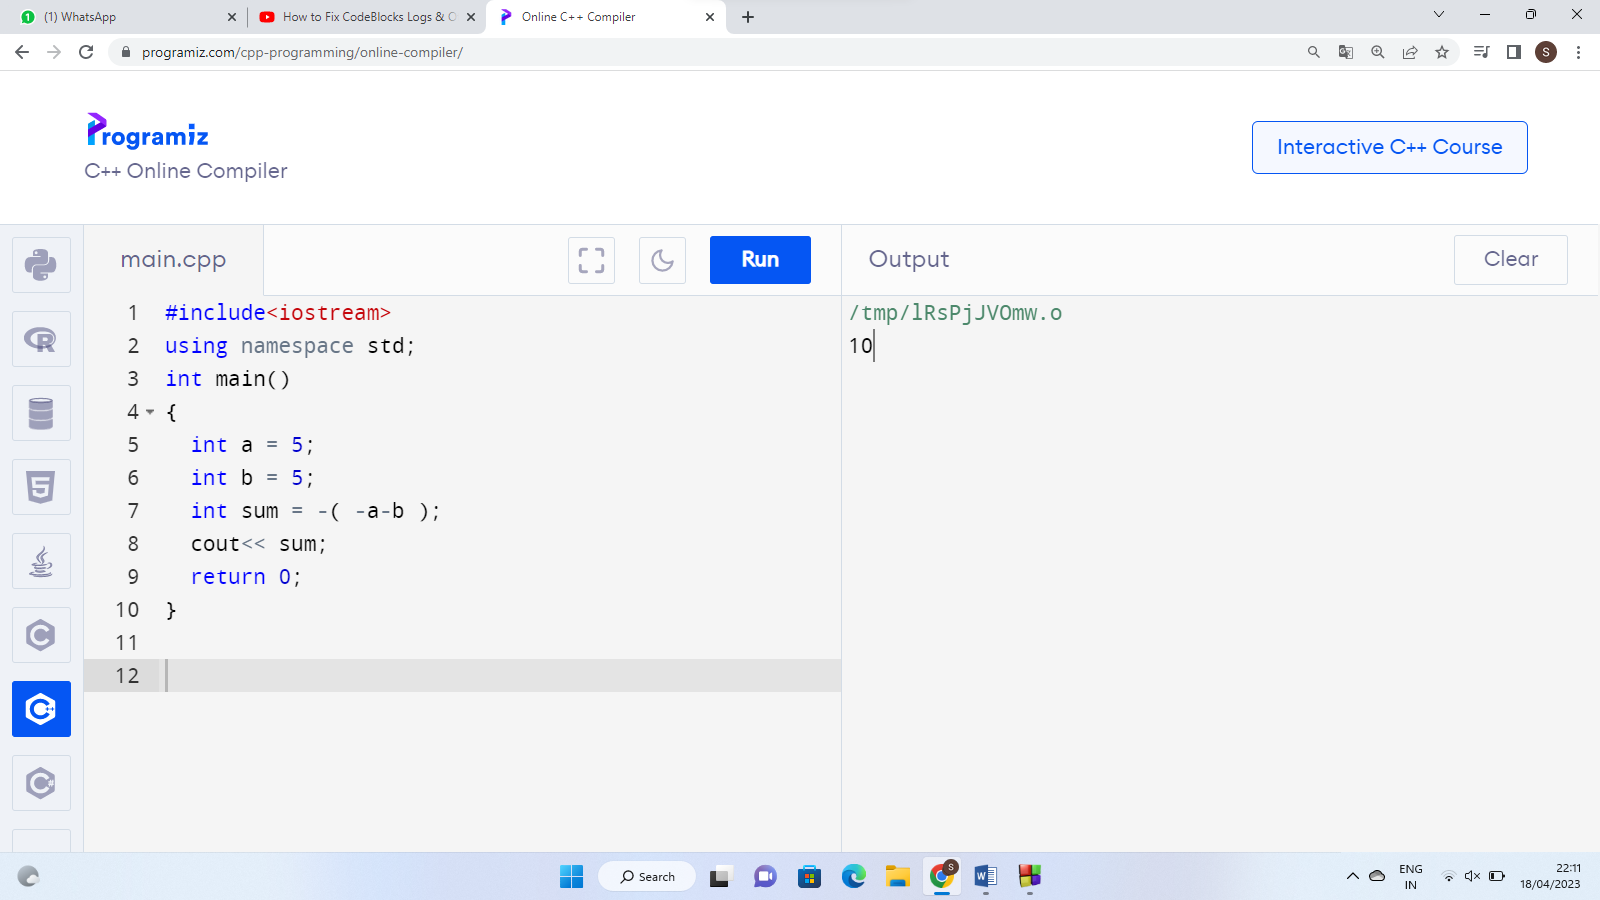 (1) WhatsApp
How to Fix CodeBlocks Logs & O
Online C++ Compiler
programiz.com/cpp-programming/online-compiler/
S
Programiz
C++ Online Compiler
Interactive C++ Course
main.cpp
Run
Output
Clear
1 #include<iostream>
2 using namespace std;
3 int main()
4 {
5 int a = 5;
6 int b = 5;
7 int sum = -( -a-b );
8 cout<< sum;
9 return 0;
10 }
11
12
/tmp/lRsPjJVOmw.o
10
Search
ENG
IN
22:11
18/04/2023